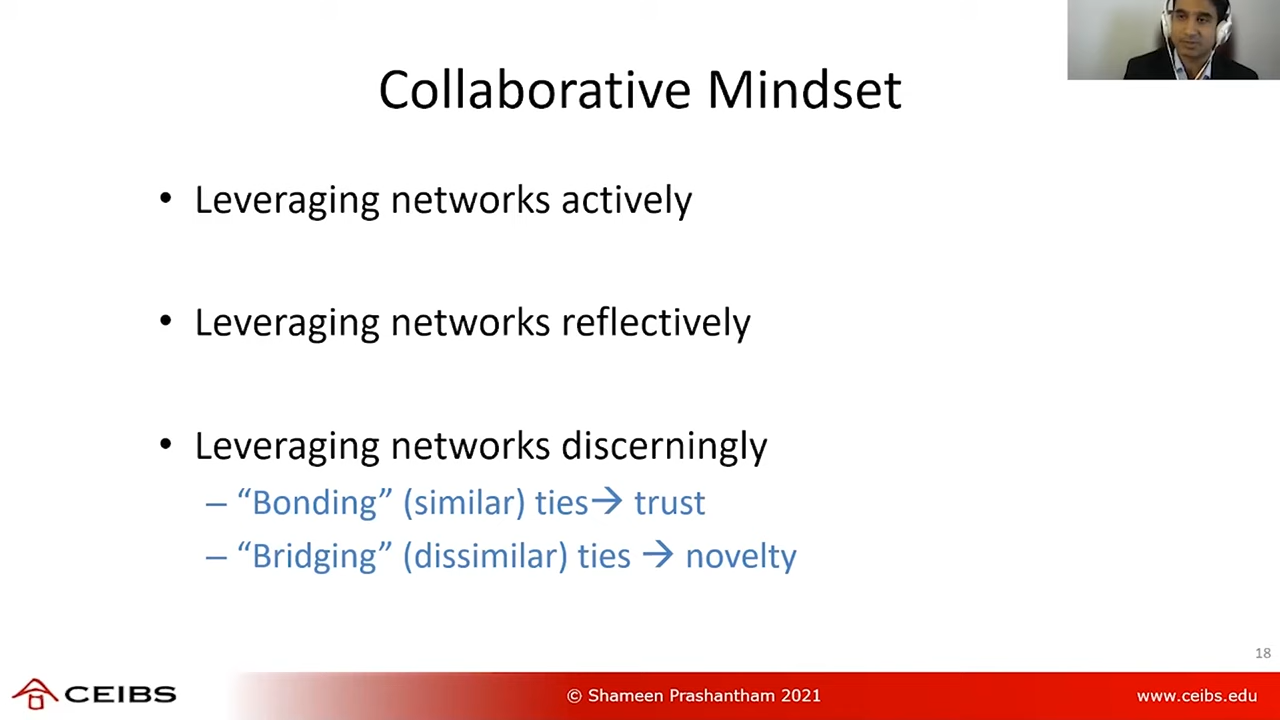 Collaborative Mindset
• Leveraging networks actively
• Leveraging networks reflectively
• Leveraging networks discerningly
– “Bonding” (similar) ties→ trust
– “Bridging” (dissimilar) ties → novelty
18
CEIBS
© Shameen Prashantham 2021
www.ceibs.edu